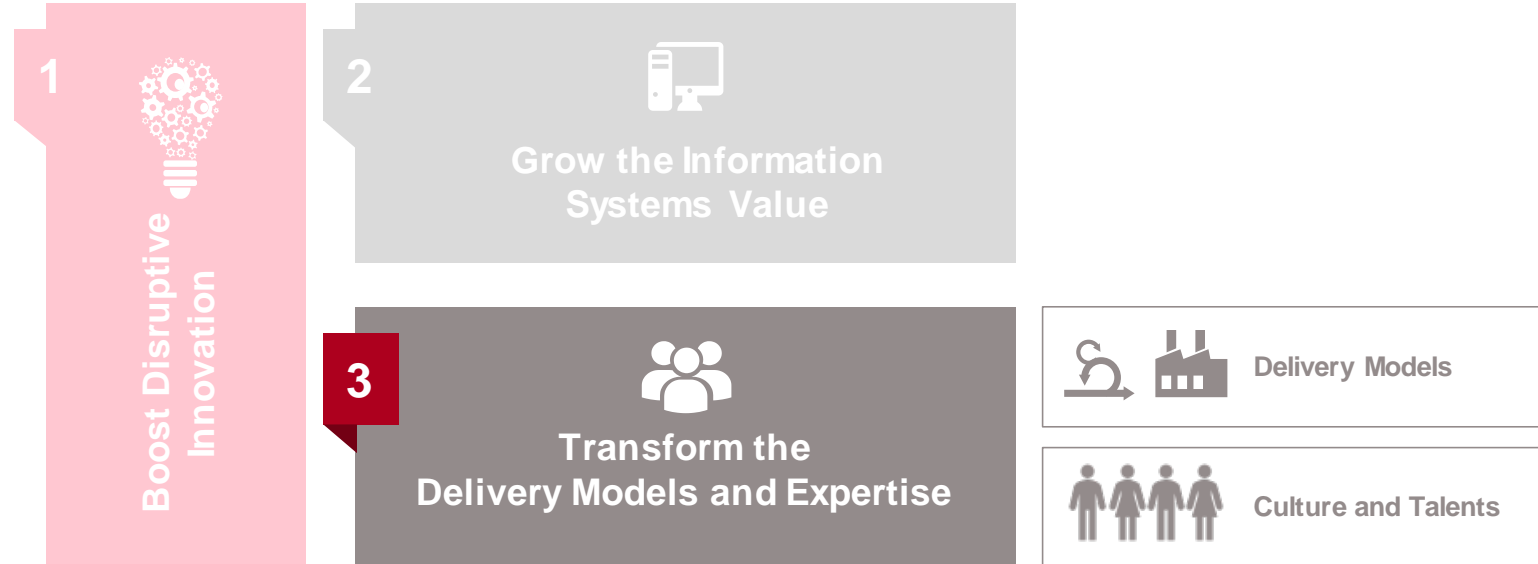 1
Boost Disruptive
Innovation
2
Grow the Information
Systems Value
3
Transform the
Delivery Models and Expertise
Delivery Models
Culture and Talents